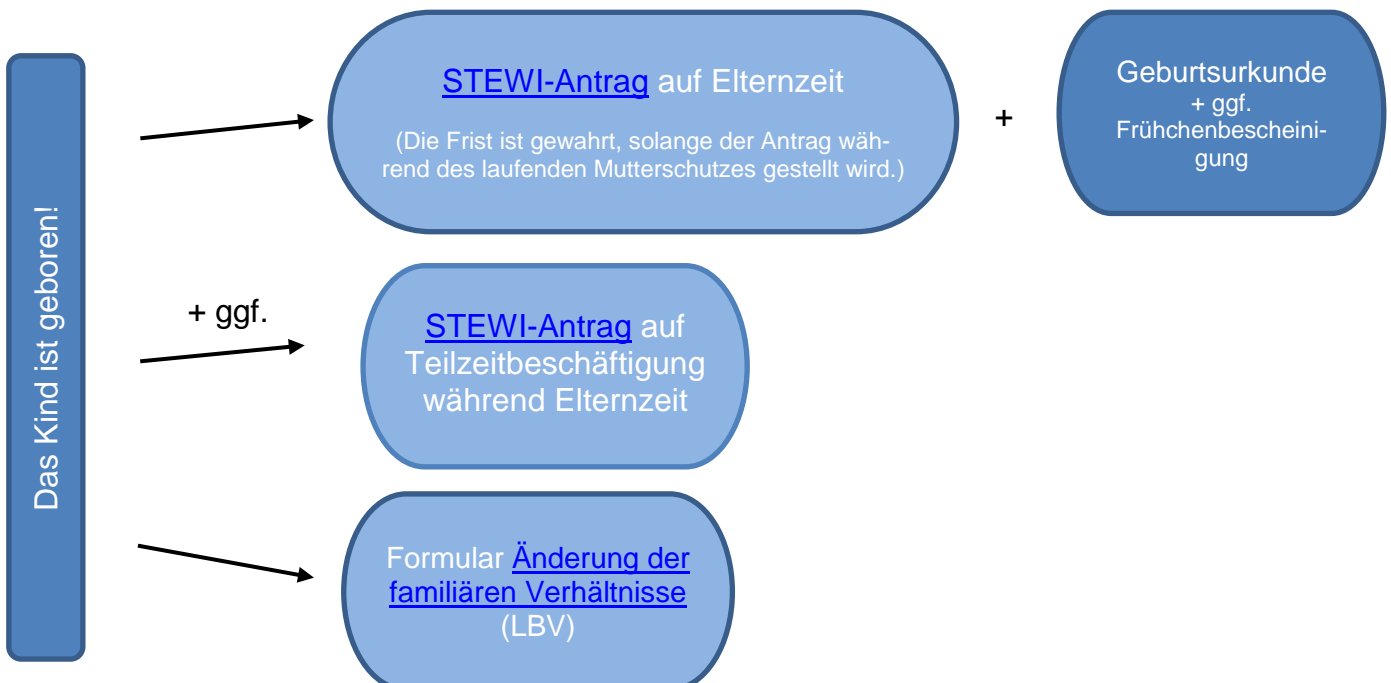 Das Kind ist geboren!
STEWI-Antrag auf Elternzeit
(Die Frist ist gewahrt, solange der Antrag wäh-
rend des laufenden Mutterschutzes gestellt wird.)
+
Geburtsurkunde
+ ggf.
Frühchenbescheini-
gung
+ ggf.
STEWI-Antrag auf
Teilzeitbeschäftigung
während Elternzeit
Formular Änderung der
familiären Verhältnisse
(LBV)